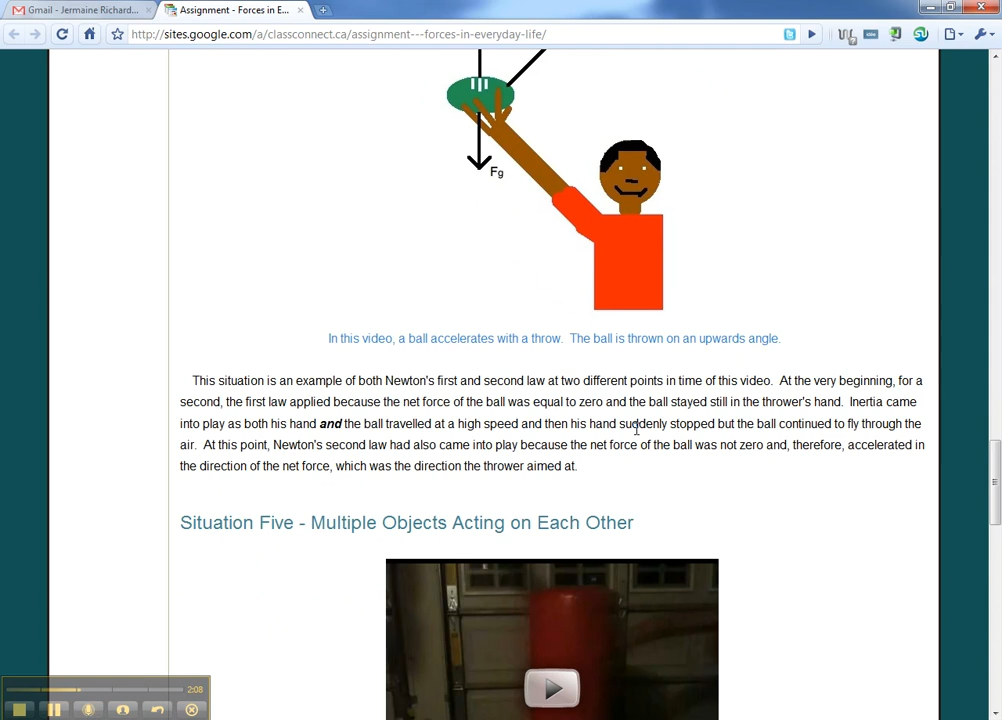 Gmail - Jermaine Richard...
Assignment - Forces in E...
http://sites.google.com/a/classconnect.ca/assignment---forces-in-everyday-life/
Fg
In this video, a ball accelerates with a throw. The ball is thrown on an upwards angle.
This situation is an example of both Newton's first and second law at two different points in time of this video. At the very beginning, for a
second, the first law applied because the net force of the ball was equal to zero and the ball stayed still in the thrower's hand. Inertia came
into play as both his hand and the ball travelled at a high speed and then his hand suddenly stopped but the ball continued to fly through the
air. At this point, Newton's second law had also came into play because the net force of the ball was not zero and, therefore, accelerated in
the direction of the net force, which was the direction the thrower aimed at.
Situation Five - Multiple Objects Acting on Each Other
2:08